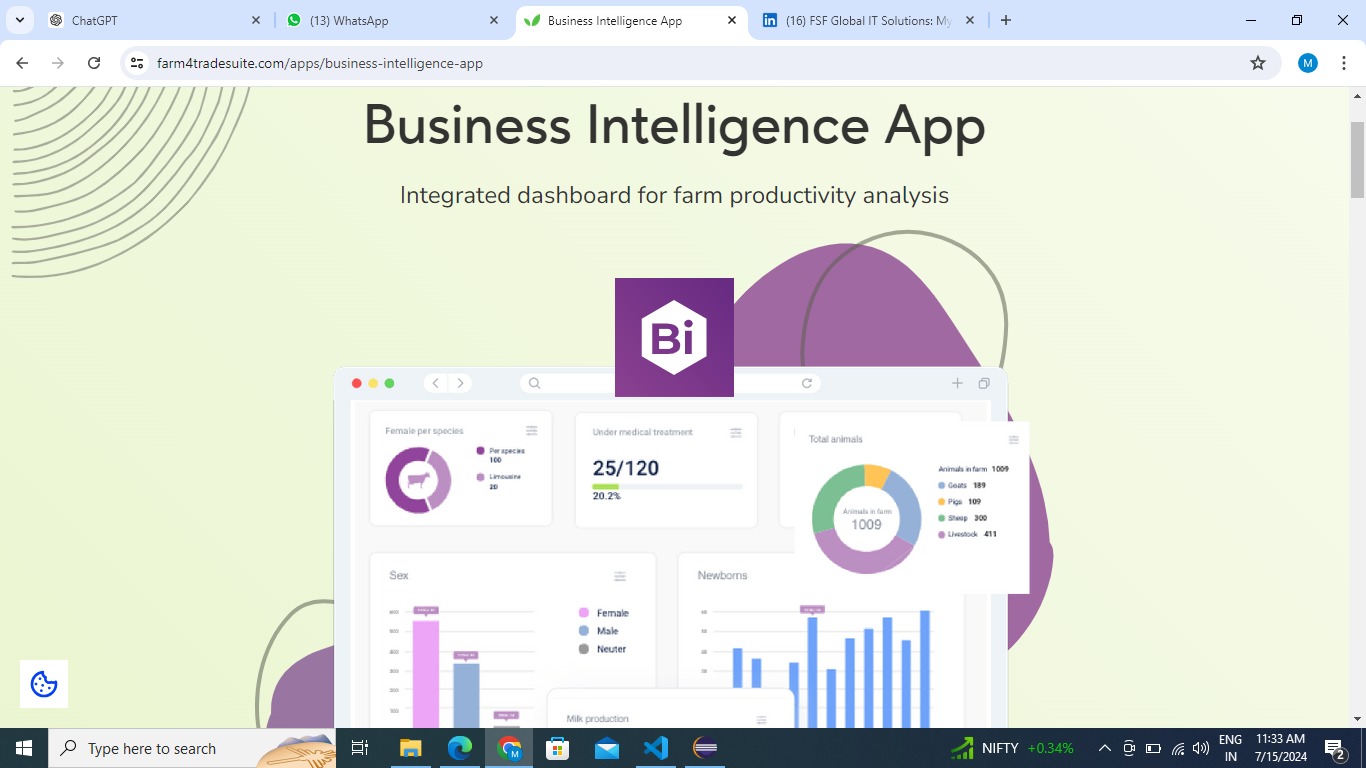 ChatGPT
(13) WhatsApp
Business Intelligence App
(16) FSF Global IT Solutions: My
farm4tradesuite.com/apps/business-intelligence-app
M
Business Intelligence App
Integrated dashboard for farm productivity analysis
Bi
Female per species
Per species
100
Limousine
20
Under medical treatment
25/120
20.2%
Total animals
Animals in farm
1009
Animals in farm 1009
Goats 189
Pigs 109
Sheep 300
Livestock 411
Sex
Female
Male
Neuter
Newborns
Milk production
Type here to search
NIFTY +0.34%
ENG
IN
11:33 AM
7/15/2024
2